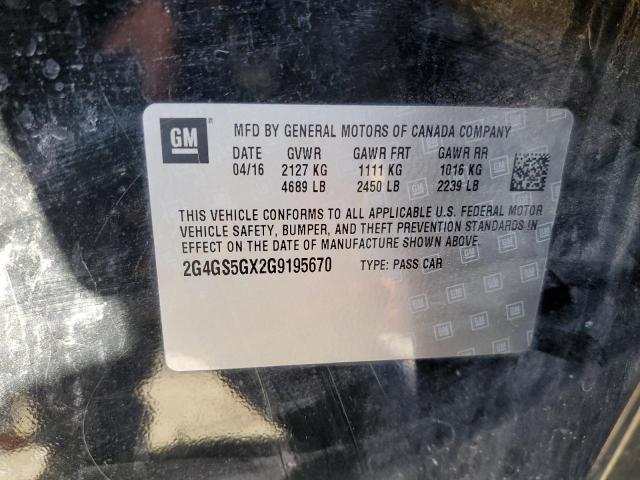 GM
MFD BY GENERAL MOTORS OF CANADA COMPANY
DATE GVWR GAWR FRT GAWR RR
04/16 2127 KG 1111 KG 1016 KG
4689 LB 2450 LB 2239 LB
THIS VEHICLE CONFORMS TO ALL APPLICABLE U.S. FEDERAL MOTOR
VEHICLE SAFETY, BUMPER, AND THEFT PREVENTION STANDARDS IN
EFFECT ON THE DATE OF MANUFACTURE SHOWN ABOVE.
2G4GS5GX2G9195670 TYPE: PASS CAR